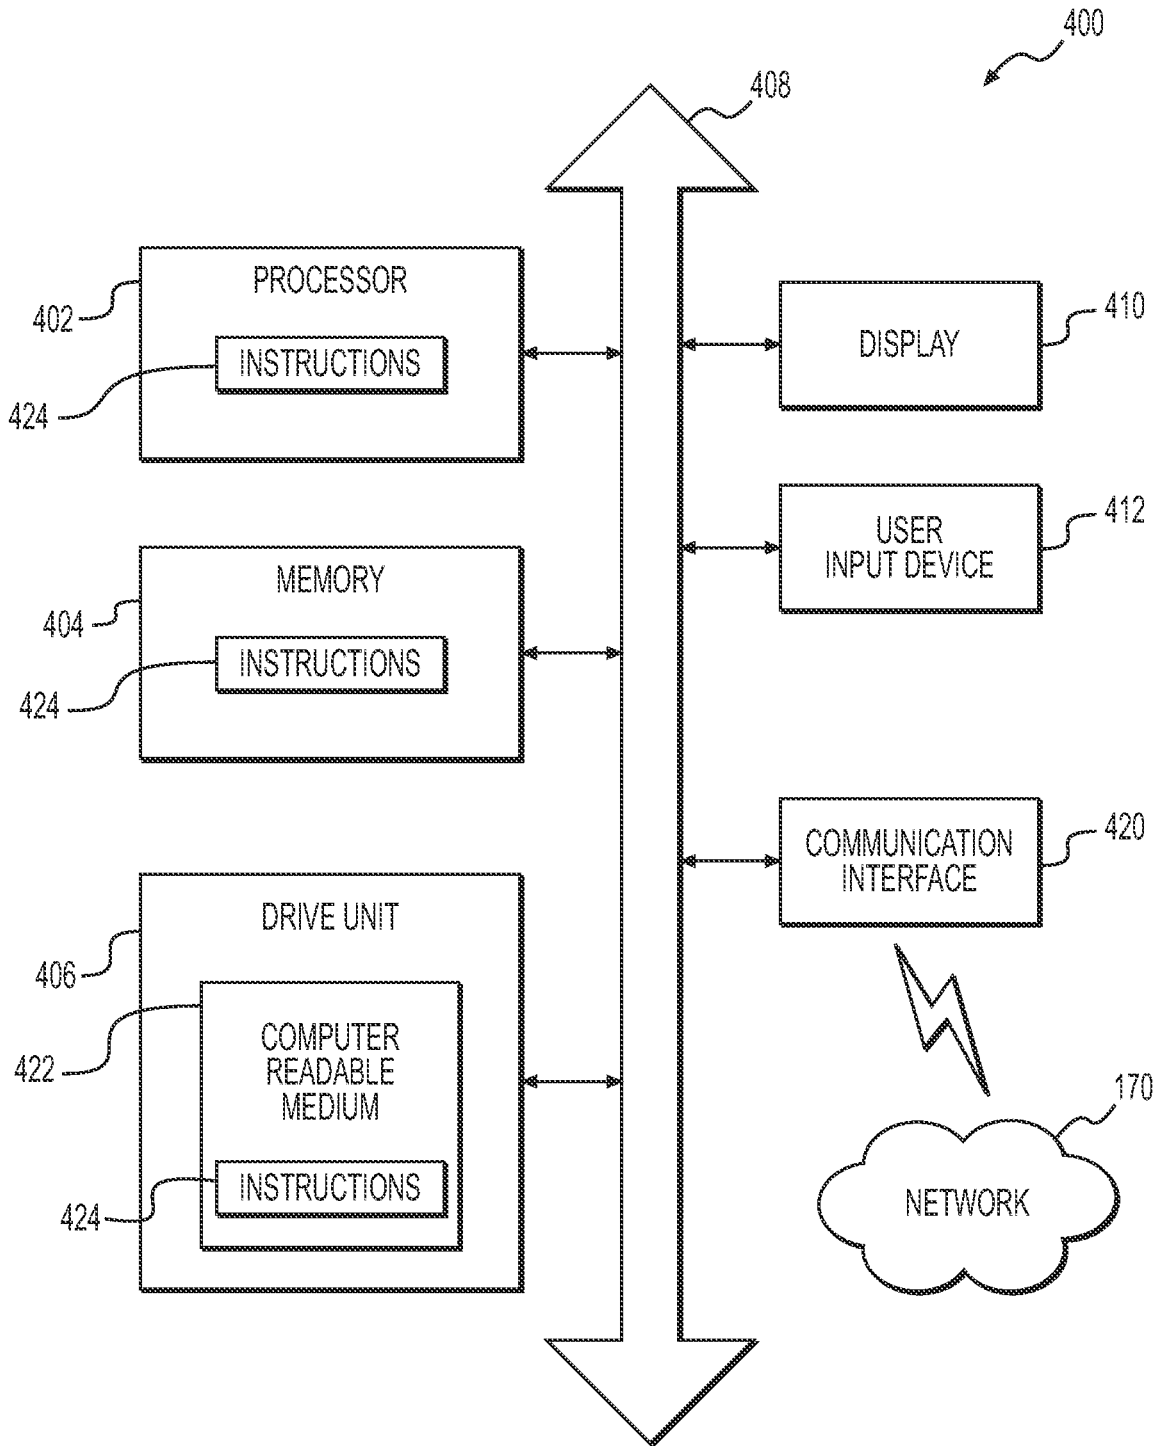 400
408
PROCESSOR
402
INSTRUCTIONS
424
DISPLAY
410
MEMORY
404
INSTRUCTIONS
424
USER
INPUT DEVICE
412
COMMUNICATION
INTERFACE
420
DRIVE UNIT
406
COMPUTER
READABLE
MEDIUM
422
INSTRUCTIONS
424
170
NETWORK